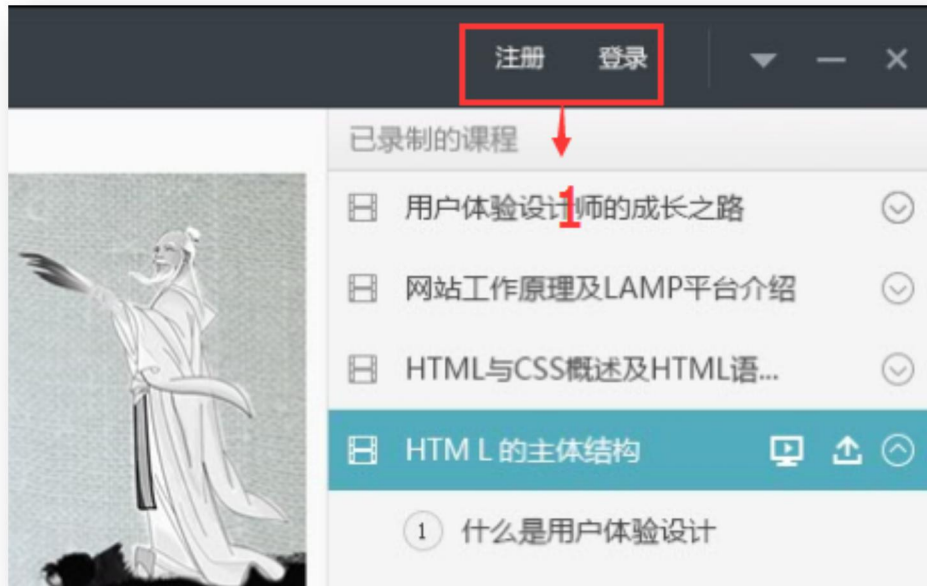 注册 登录
已录制的课程
1
用户体验设计师的成长之路
网站工作原理及LAMP平台介绍
HTML与CSS概述及HTML语...
HTM L 的主体结构
1 什么是用户体验设计